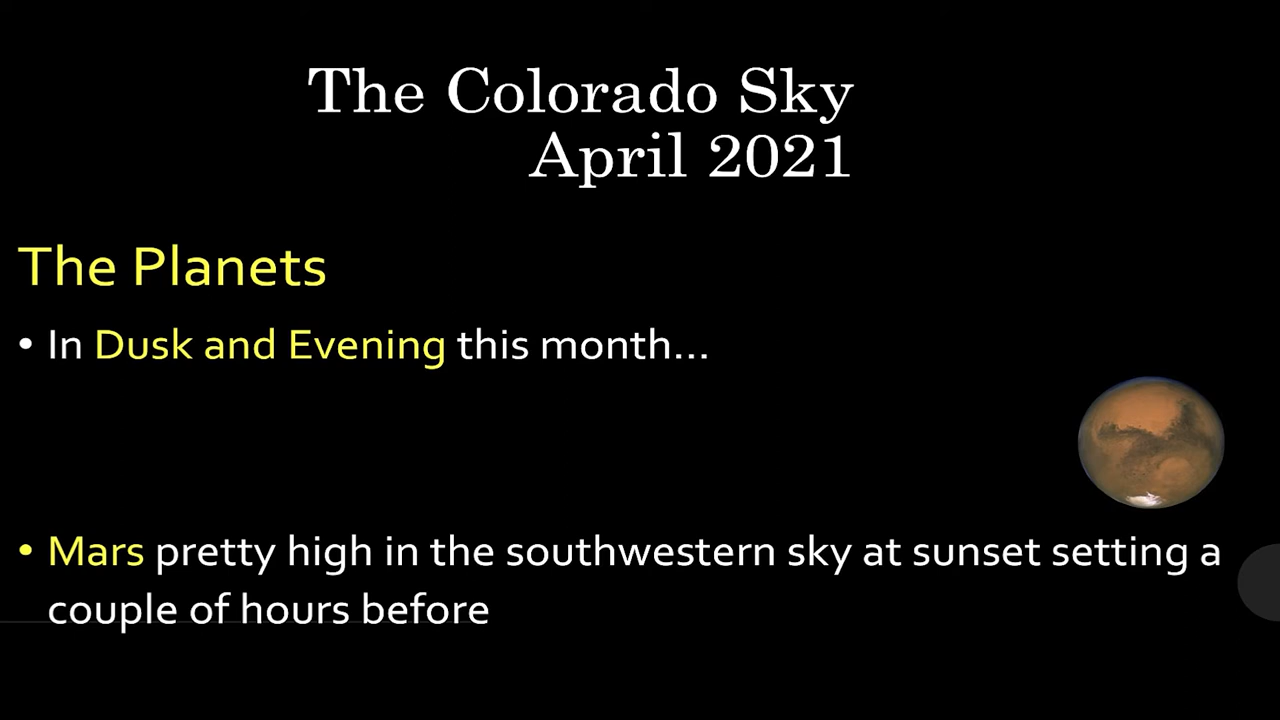 The Colorado Sky
April 2021
The Planets
• In Dusk and Evening this month...
• Mars pretty high in the southwestern sky at sunset setting a
couple of hours before